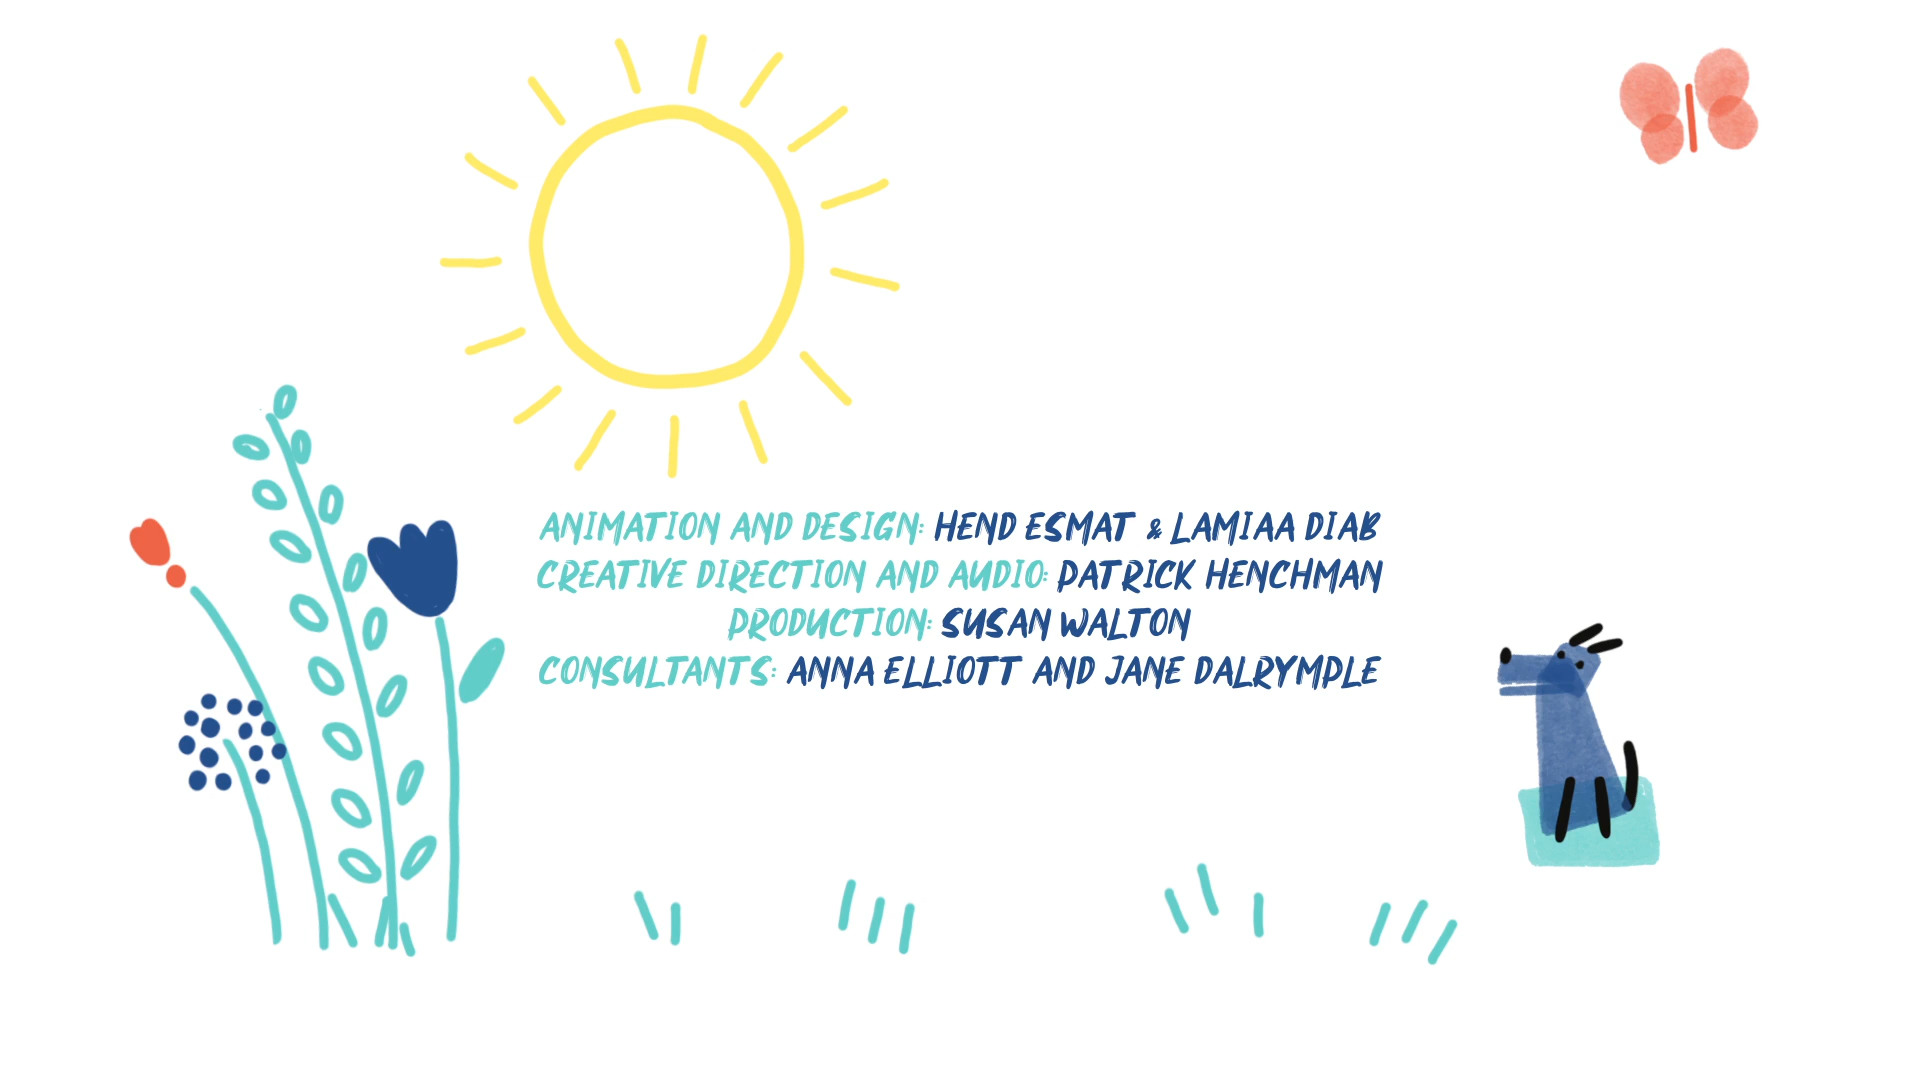 ANIMATION AND DESIGN: HEND ESMAT & LAMIAA DIAB
CREATIVE DIRECTION AND AUDIO: PATRICK HENCHMAN
PRODUCTION: SUSAN WALTON
CONSULTANTS: ANNA ELLIOTT AND JANE DALRYMPLE